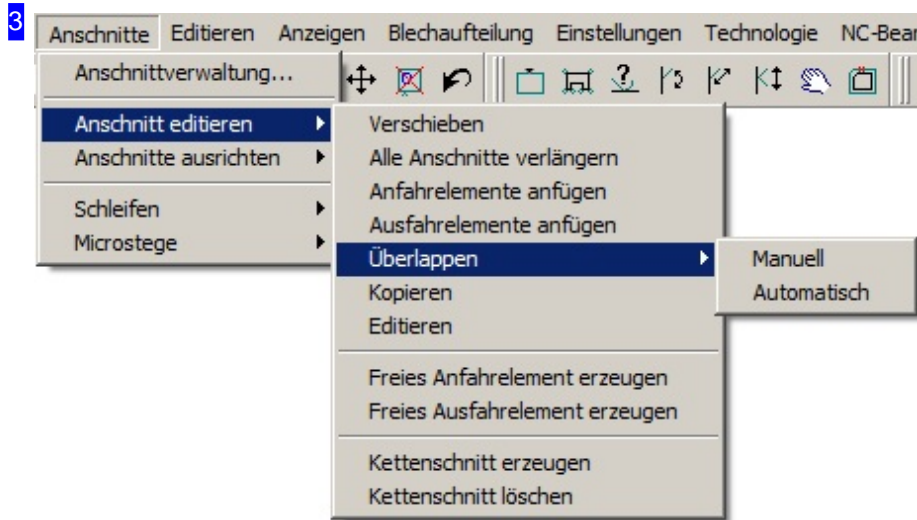 3
Anschnitte Editieren Anzeigen Blechaufteilung Einstellungen Technologie NC-Bear
Anschnittverwaltung...
Anschnitt editieren
Anschnitte ausrichten
Schleifen
Microstege
Verschieben
Alle Anschnitte verlängern
Anfahrelemente anfügen
Ausfahrelemente anfügen
Überlappen
Kopieren
Editieren
Freies Anfahrelement erzeugen
Freies Ausfahrelement erzeugen
Kettenschnitt erzeugen
Kettenschnitt löschen
Manuell
Automatisch